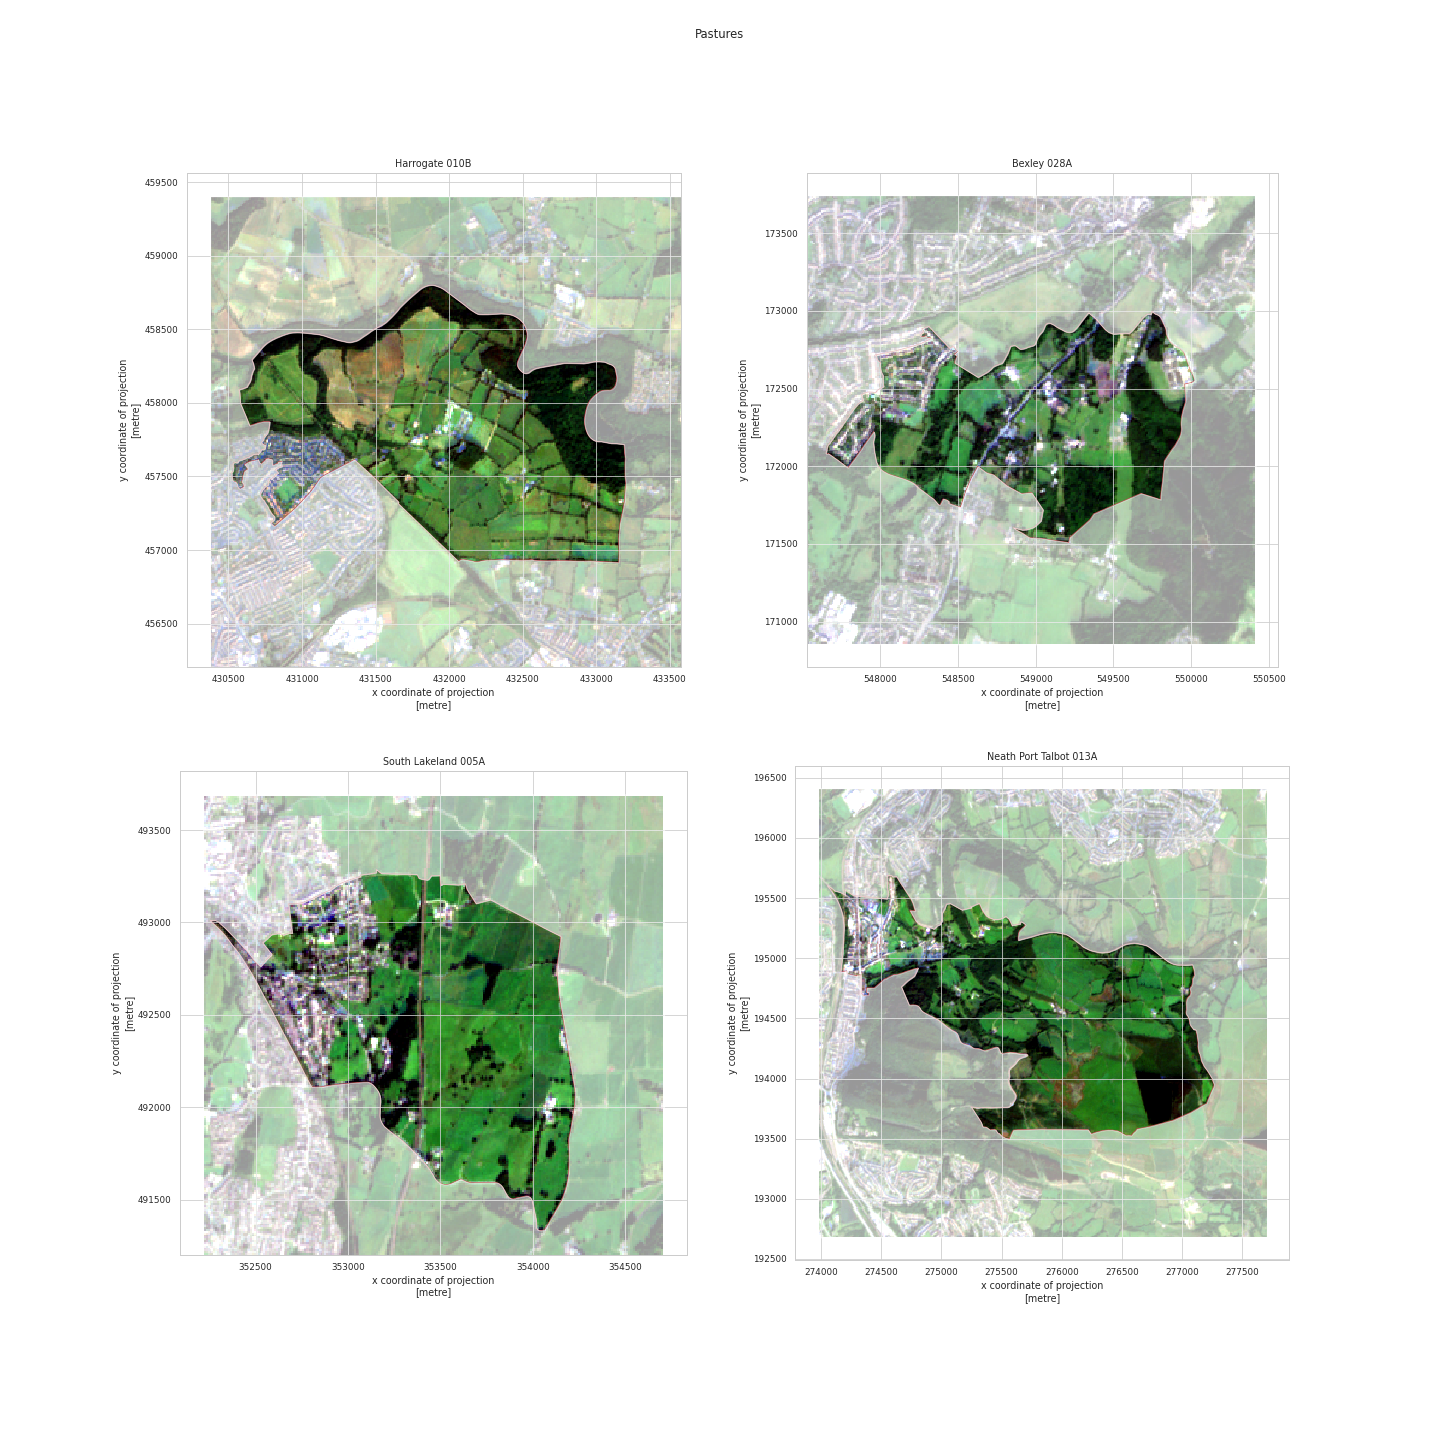 Pastures
Harrogate 010B
459500
459000
458500
458000
457500
457000
456500
y coordinate of projection
[metre]
430500 431000 431500 432000 432500 433000 433500
x coordinate of projection
[metre]
Bexley 028A
173500
173000
172500
172000
171500
171000
y coordinate of projection
[metre]
548000 548500 549000 549500 550000 550500
x coordinate of projection
[metre]
South Lakeland 005A
493500
493000
492500
492000
491500
y coordinate of projection
[metre]
352500 353000 353500 354000 354500
x coordinate of projection
[metre]
Neath Port Talbot 013A
196500
196000
195500
195000
194500
194000
193500
193000
192500
y coordinate of projection
[metre]
274000 274500 275000 275500 276000 276500 277000 277500
x coordinate of projection
[metre]